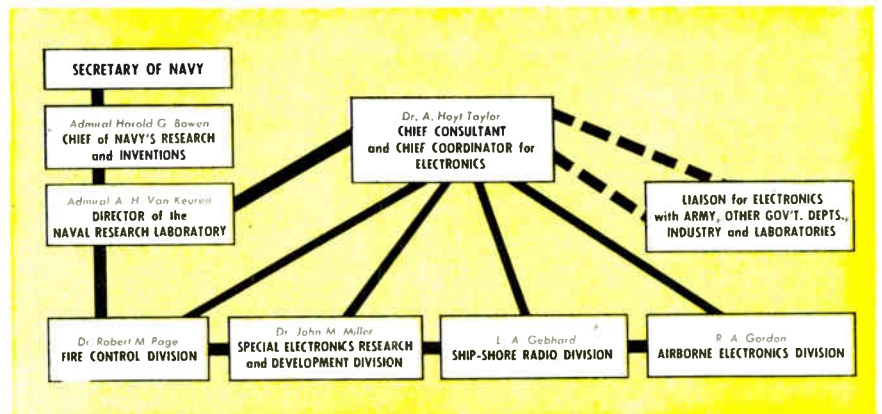 SECRETARY OF NAVY
Admiral Harold G. Bowen
CHIEF of NAVY'S RESEARCH
and INVENTIONS
Admiral A. H. Van Keuren
DIRECTOR of the
NAVAL RESEARCH LABORATORY
Dr. A. Hoyt Taylor
CHIEF CONSULTANT
and CHIEF COORDINATOR for
ELECTRONICS
LIAISON for ELECTRONICS
with ARMY, OTHER GOV'T. DEPTS.,
INDUSTRY and LABORATORIES
Dr. Robert M. Page
FIRE CONTROL DIVISION
Dr. John M. Miller
SPECIAL ELECTRONICS RESEARCH
and DEVELOPMENT DIVISION
L. A. Gebhard
SHIP-SHORE RADIO DIVISION
R. A. Gordon
AIRBORNE ELECTRONICS DIVISION